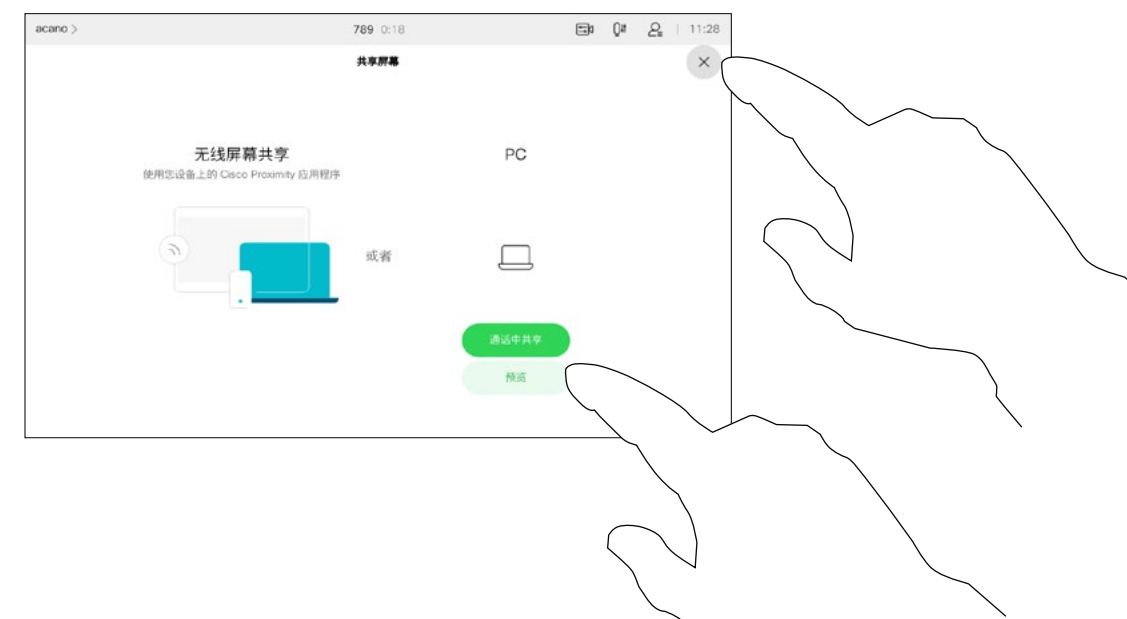 acano >
789 0:18
11:28
共享屏幕
无线屏幕共享
使用您设备上的 Cisco Proximity 应用程序
PC
或者
通话中共享
预览